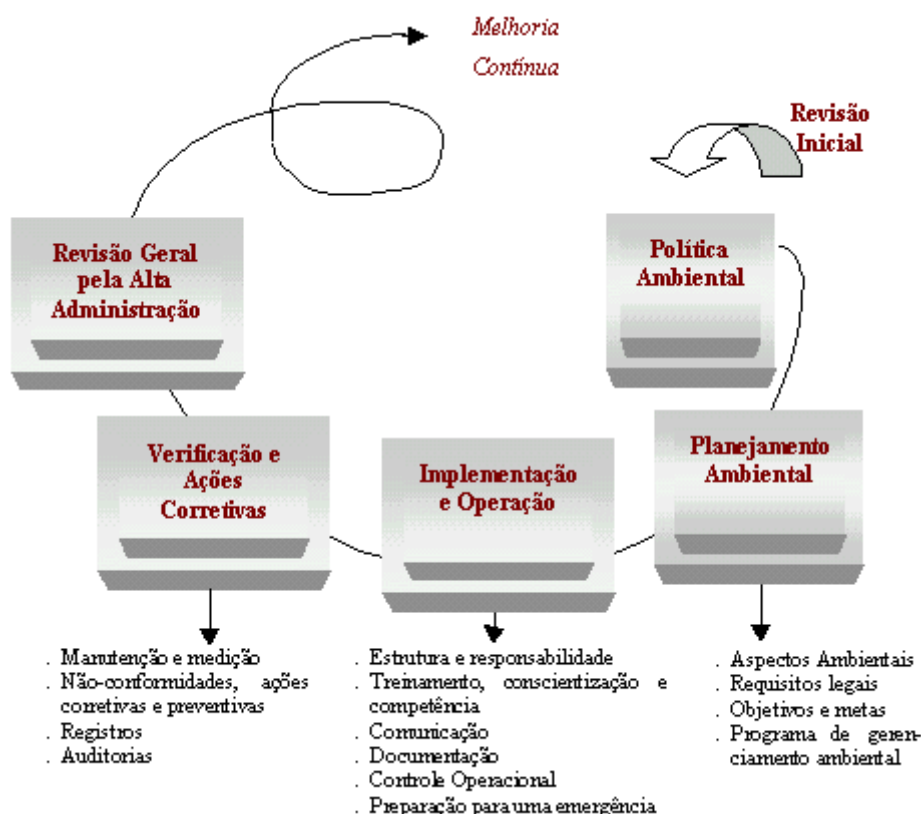 Melhoria
Contínua
Revisão
Inicial
Revisão Geral
pela Alta
Administração
Política
Ambiental
Verificação e
Ações
Corretivas
Implementação
e Operação
Planejamento
Ambiental
. Manutenção e medição
. Não-conformidades, ações
corretivas e preventivas
. Registros
. Auditorias
. Estrutura e responsabilidade
. Treinamento, conscientização e
competência
. Comunicação
. Documentação
. Controle Operacional
. Preparação para uma emergência
. Aspectos Ambientais
. Requisitos legais
. Objetivos e metas
. Programa de geren-
ciamento ambiental